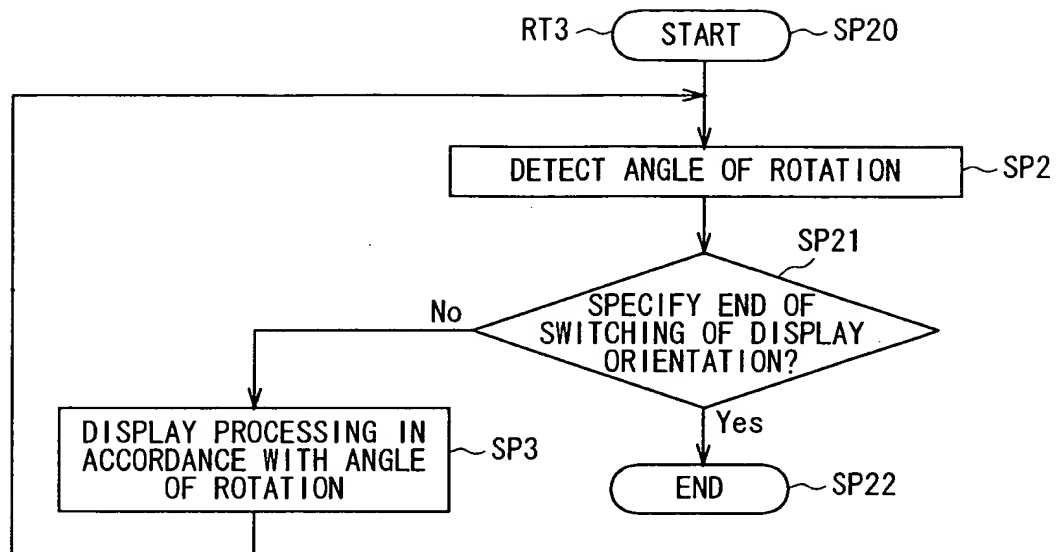 RT3
START
SP20
DETECT ANGLE OF ROTATION
SP2
SP21
SPECIFY END OF
SWITCHING OF DISPLAY
ORIENTATION?
No
Yes
DISPLAY PROCESSING IN
ACCORDANCE WITH ANGLE
OF ROTATION
SP3
END
SP22